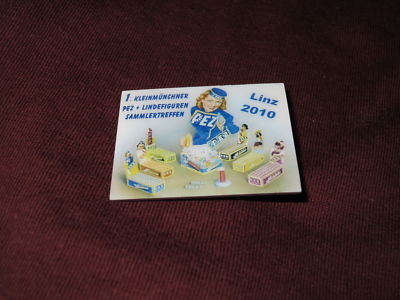 1. KLEINMÜNCHNER
PEZ + LINDEFIGUREN
SAMMLERTREFFEN
Linz
2010
PEZ